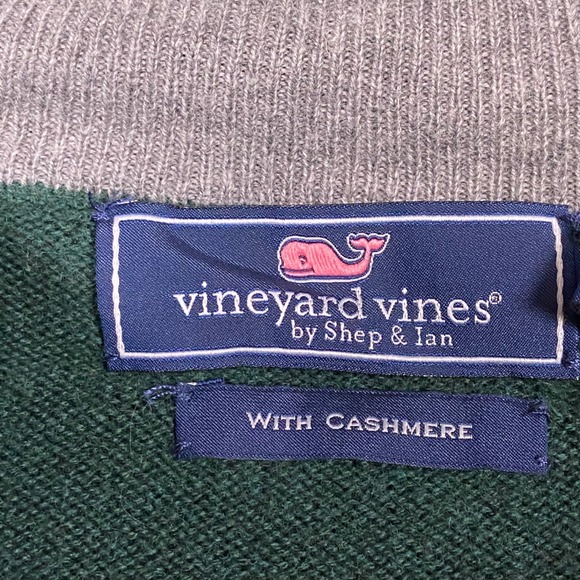 vineyard vines®
by Shep & Ian
WITH CASHMERE